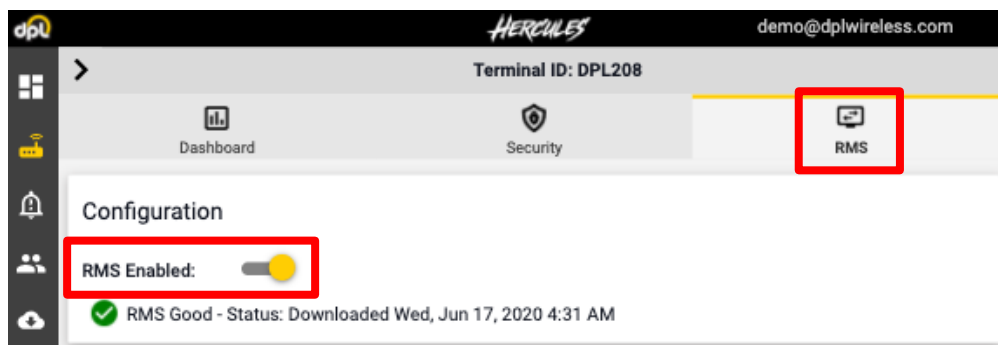 dpl HERCULES demo@dplwireless.com
Terminal ID: DPL208
Dashboard Security RMS
Configuration
RMS Enabled:
RMS Good - Status: Downloaded Wed, Jun 17, 2020 4:31 AM